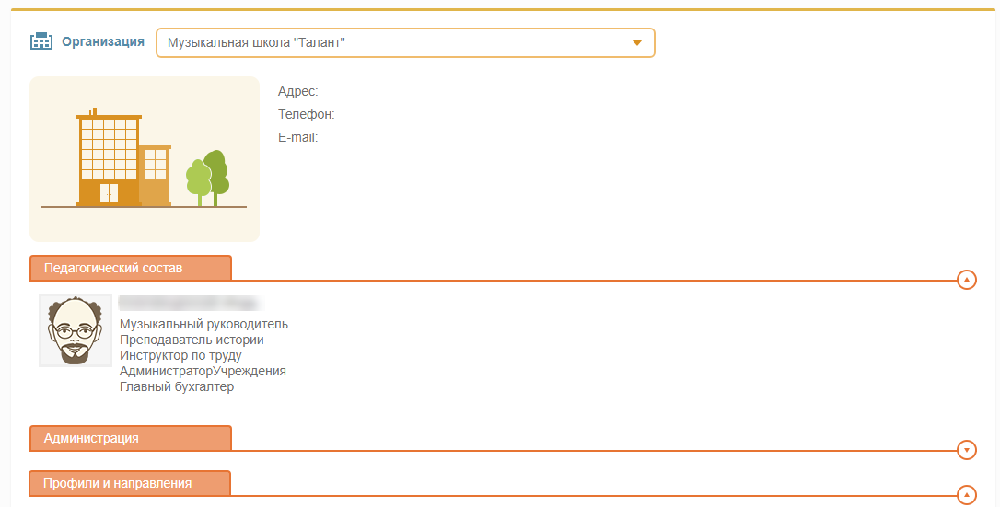 Организация
Музыкальная школа "Талант"
Адрес:
Телефон:
E-mail:
Педагогический состав
Музыкальный руководитель
Преподаватель истории
Инструктор по труду
АдминистраторУчреждения
Главный бухгалтер
Администрация
Профили и направления